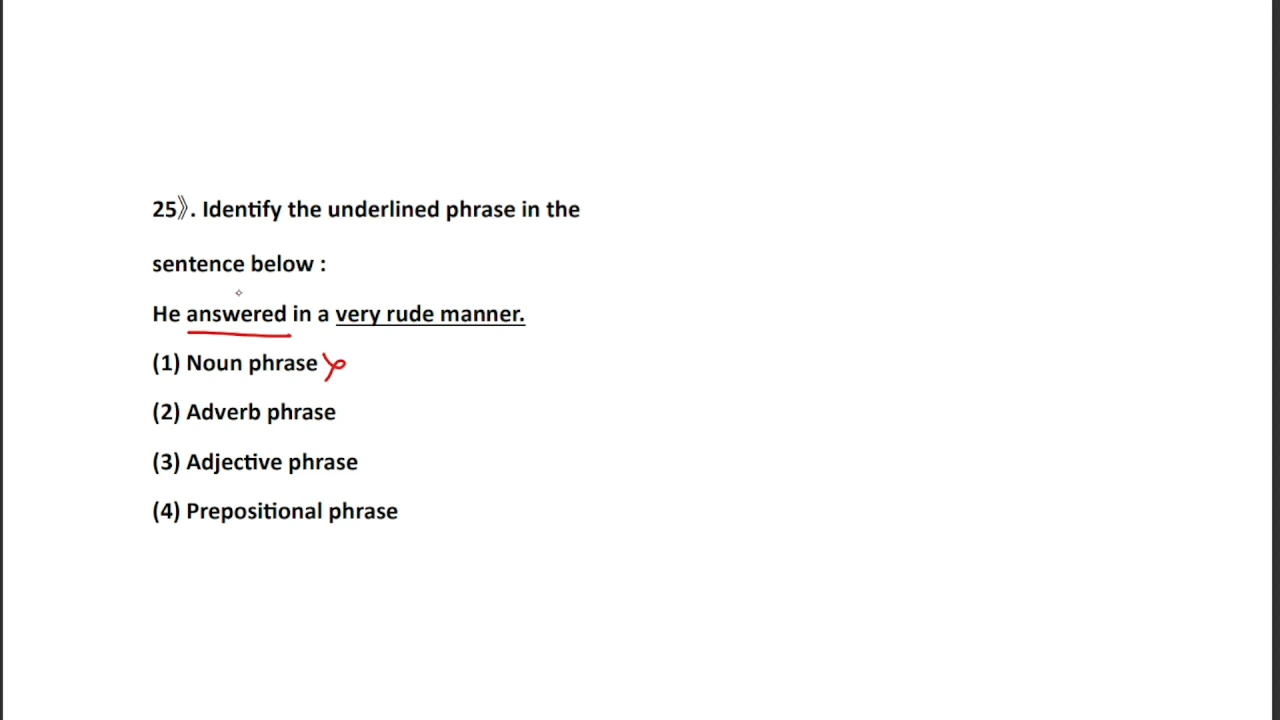 25》. Identify the underlined phrase in the
sentence below :
He answered in a very rude manner.
(1) Noun phrase
(2) Adverb phrase
(3) Adjective phrase
(4) Prepositional phrase